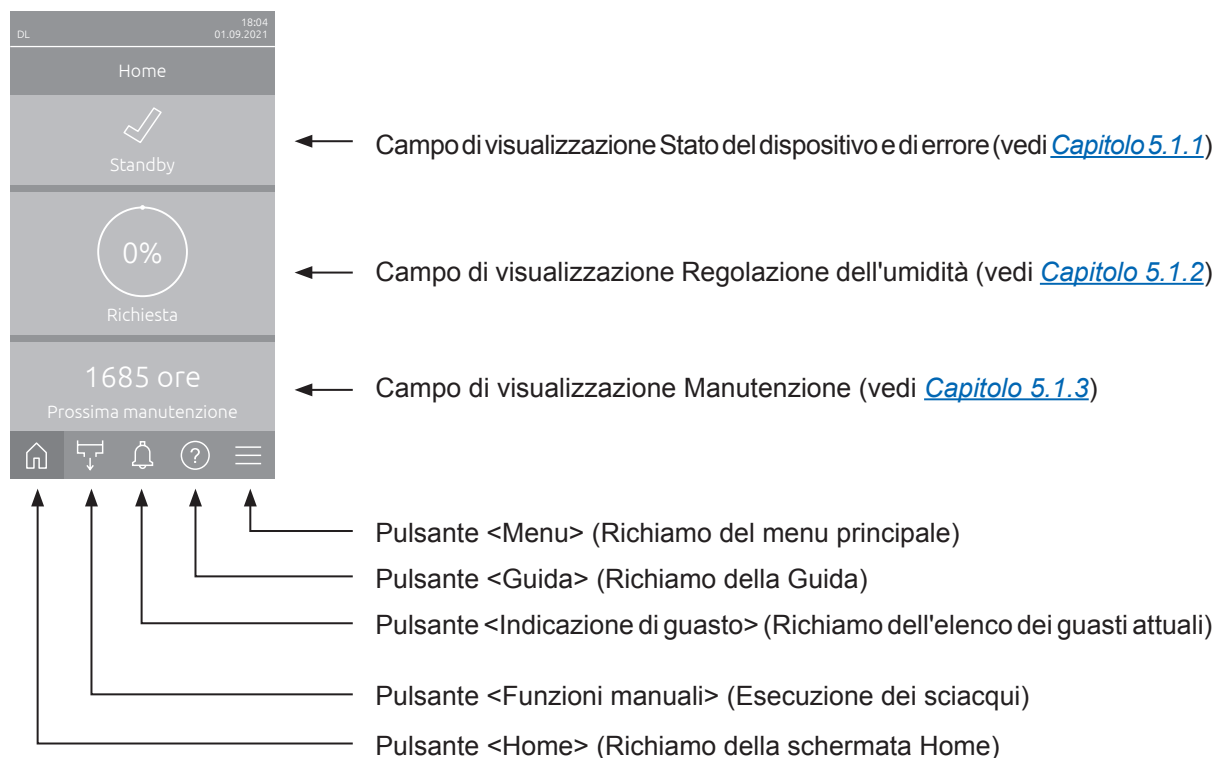 18:04
DL 01.09.2021
Home
Standby
0%
Richiesta
1685 ore
Prossima manutenzione
?
Campo di visualizzazione Stato del dispositivo e di errore (vedi Capitolo 5.1.1)
Campo di visualizzazione Regolazione dell'umidità (vedi Capitolo 5.1.2)
Campo di visualizzazione Manutenzione (vedi Capitolo 5.1.3)
Pulsante <Menu> (Richiamo del menu principale)
Pulsante <Guida> (Richiamo della Guida)
Pulsante <Indicazione di guasto> (Richiamo dell'elenco dei guasti attuali)
Pulsante <Funzioni manuali> (Esecuzione dei sciacqui)
Pulsante <Home> (Richiamo della schermata Home)